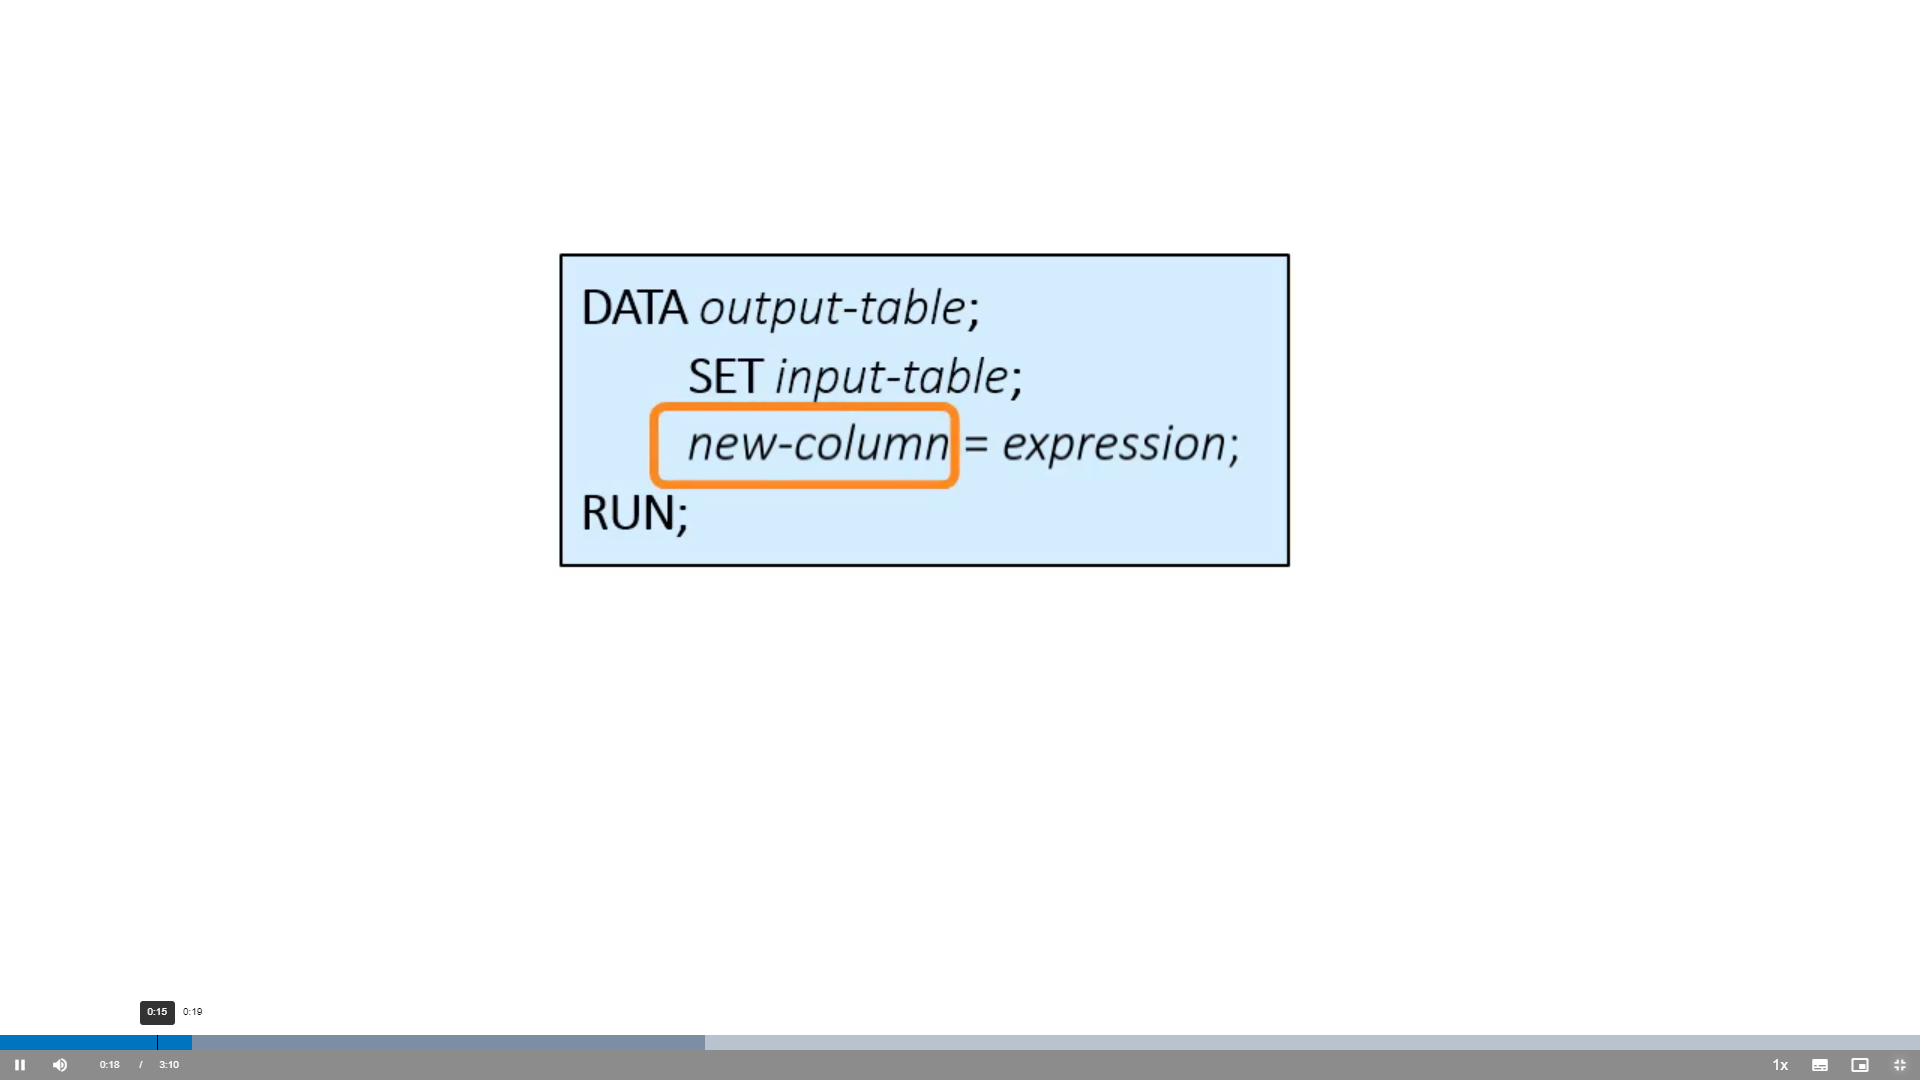 DATA output-table;
SET input-table;
new-column = expression;
RUN;
0:15 0:19
0:18 / 3:10 1x